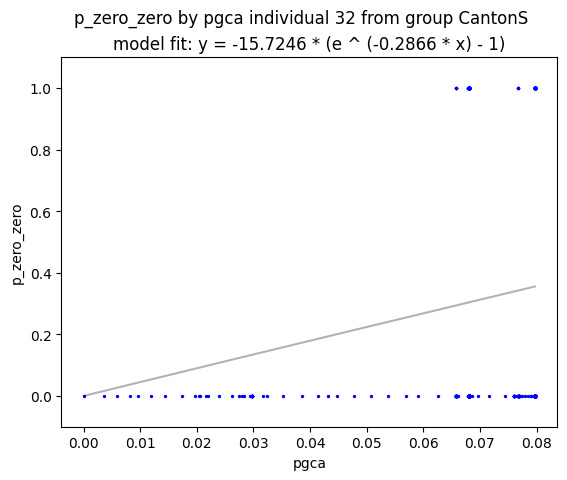 p_zero_zero by pgca individual 32 from group CantonS
model fit: y = -15.7246 * (e ^ (-0.2866 * x) - 1)
1.0
0.8
0.6
0.4
0.2
0.0
p_zero_zero
0.00 0.01 0.02 0.03 0.04 0.05 0.06 0.07 0.08
pgca